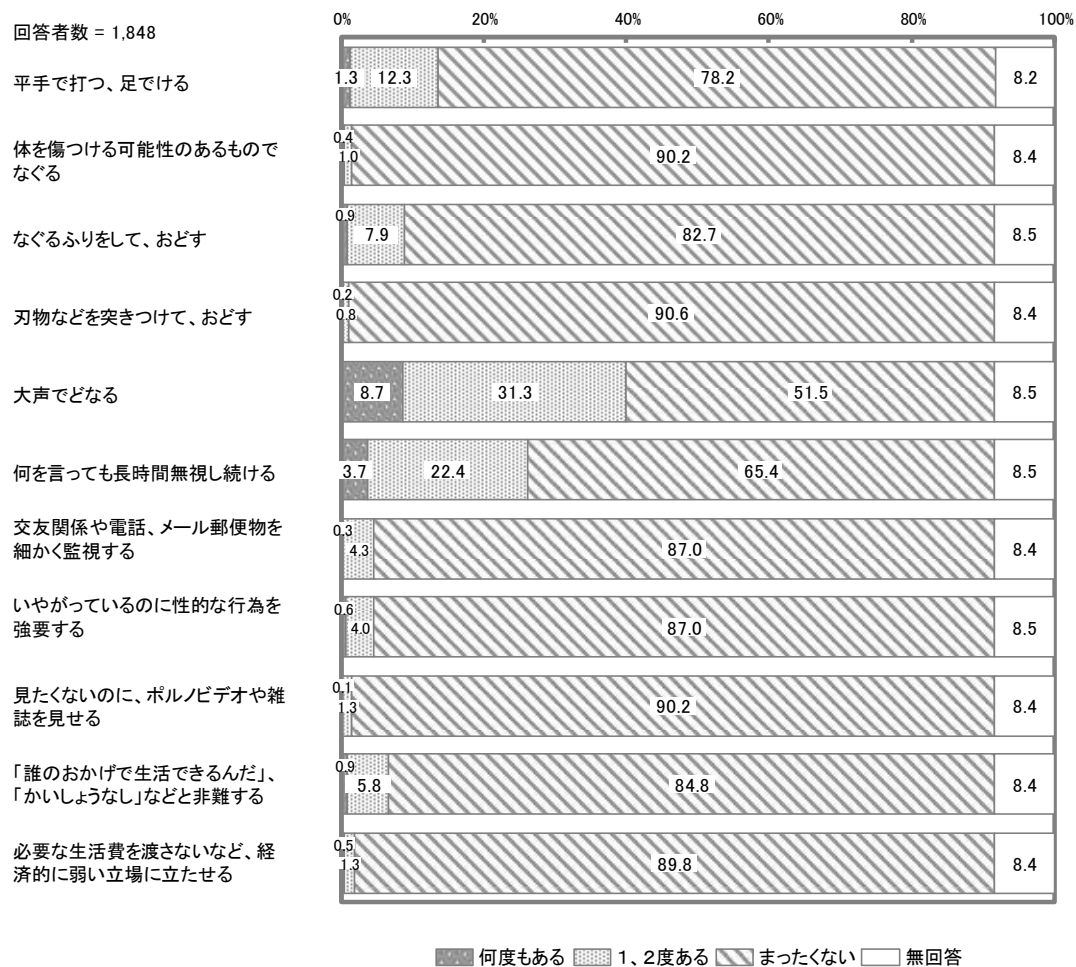 回答者数 = 1,848
0% 20% 40% 60% 80% 100%
平手で打つ、足でける
1.3 12.3 78.2 8.2
体を傷つける可能性のあるもので
なぐる
0.4
1.0 90.2 8.4
なぐるふりをして、おどす
0.9
7.9 82.7 8.5
刃物などを突きつけて、おどす
0.2
0.8 90.6 8.4
大声でどなる
8.7 31.3 51.5 8.5
何を言っても長時間無視し続ける
3.7 22.4 65.4 8.5
交友関係や電話、メール郵便物を
細かく監視する
0.3
4.3 87.0 8.4
いやがっているのに性的な行為を
強要する
0.6
4.0 87.0 8.5
見たくないのに、ポルノビデオや雑
誌を見せる
0.1
1.3 90.2 8.4
「誰のおかげで生活できるんだ」、
「かいしょうなし」などと非難する
0.9
5.8 84.8 8.4
必要な生活費を渡さないなど、経
済的に弱い立場に立たせる
0.5
1.3 89.8 8.4
何度もある 1、2度ある まったくない 無回答